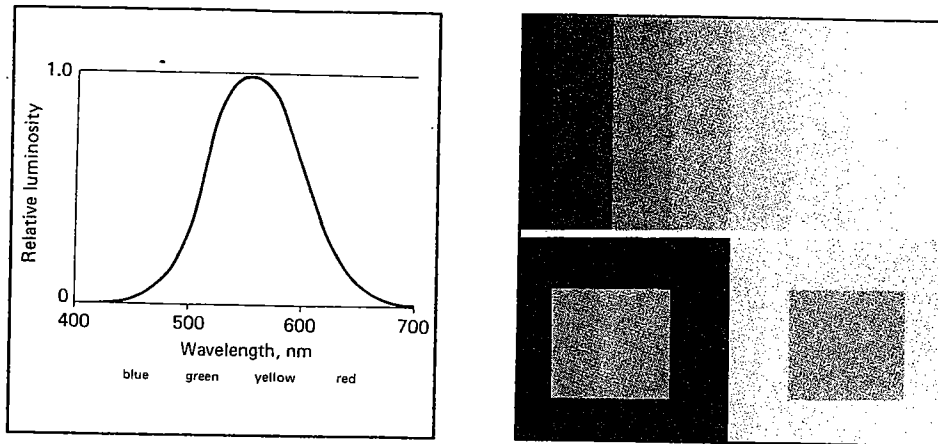 1.0
Relative luminosity
0
400 500 600 700
Wavelength, nm
blue green yellow red